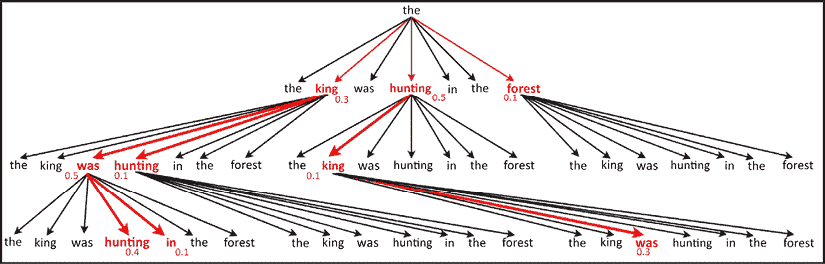 the
the king was hunting in the forest
0.3 0.5 0.1
the king was hunting in the forest the king was hunting in the forest the king was hunting in the forest
0.5 0.1 0.1
the king was hunting in the forest the king was hunting in the forest the king was hunting in the forest
0.4 0.1 0.3